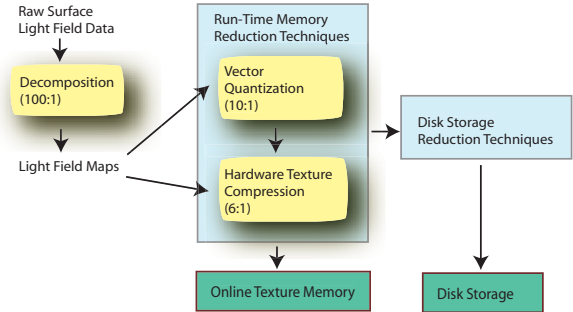 Raw Surface
Light Field Data
Decomposition
(100:1)
Light Field Maps
Run-Time Memory
Reduction Techniques
Vector
Quantization
(10:1)
Hardware Texture
Compression
(6:1)
Disk Storage
Reduction Techniques
Online Texture Memory
Disk Storage